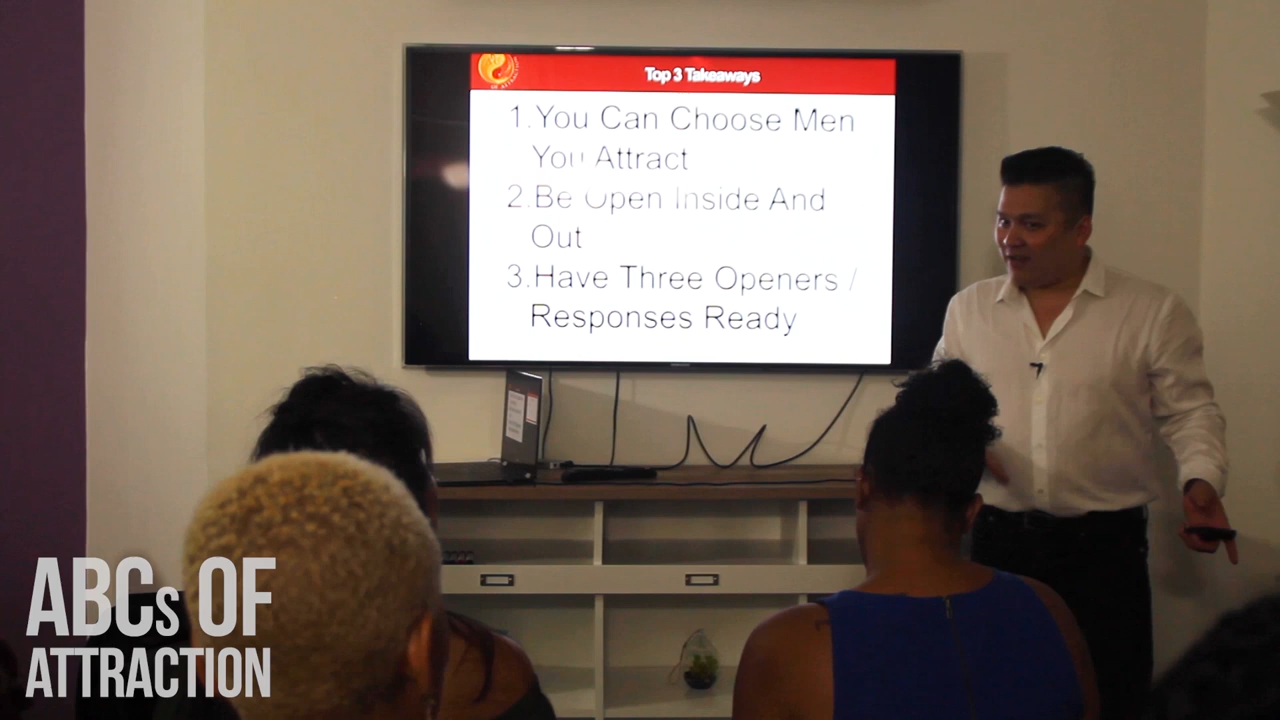 Top 3 Takeaways
1.You Can Choose Men
You Attract
2.Be Open Inside And
Out
3.Have Three Openers /
Responses Ready
ABCs OF
ATTRACTION